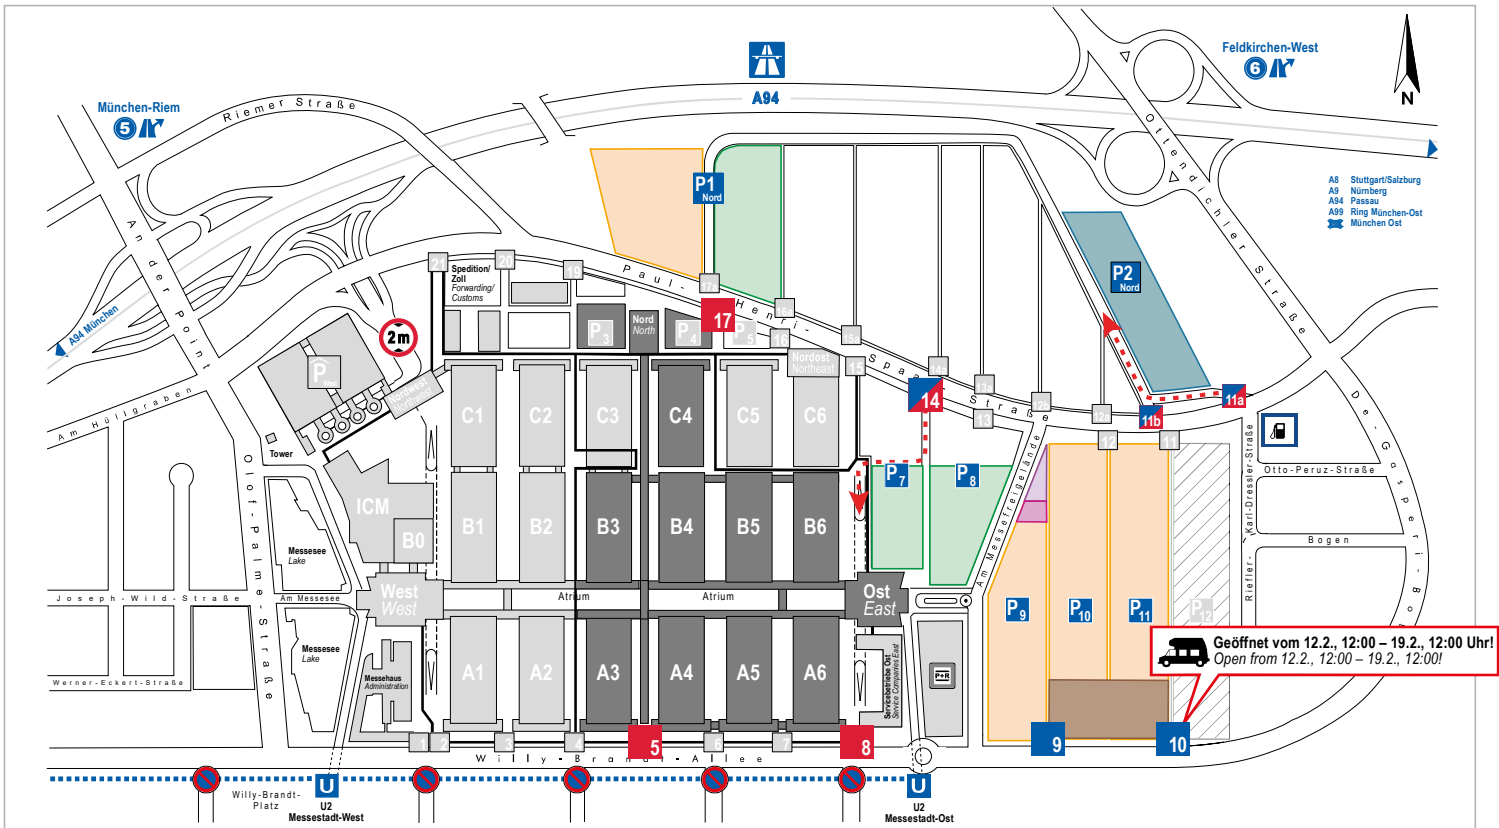 A94
Feldkirchen-West
6
N
München-Riem
5
Riemer Straße
Ottendichler Straße
A8 Stuttgart/Salzburg
A9 Nürnberg
A94 Passau
A99 Ring München-Ost
München Ost
P1
Nord
P2
Nord
An der Point
A94 München
Am Hüllgraben
21
20
19
Spedition/
Zoll
Forwarding/
Customs
Paul-Henri-Spaak-Straße
17a
16a
15a
14a
13a
12b
12a
11b
11a
17
16
15
14
13
12
11
2m
P
P3
Nord
North
P4
P5
Nordost
Northeast
Nordwest
Northwest
Tower
C1
C2
C3
C4
C5
C6
ICM
B0
B1
B2
B3
B4
B5
B6
P7
P8
Am Messefreigelände
De-Gasperi-Bogen
Karl-Dressler-Straße
Otto-Peruz-Straße
Bogen
Riefler-
Olof-Palme-Straße
Messesee
Lake
Joseph-Wild-Straße
Am Messesee
West
West
Atrium
Atrium
Ost
East
P9
P10
P11
P12
Messesee
Lake
Werner-Eckert-Straße
Messehaus
Administration
A1
A2
A3
A4
A5
A6
Servicebetriebe Ost
Service Companies East
P+R
Geöffnet vom 12.2., 12:00 – 19.2., 12:00 Uhr!
Open from 12.2., 12:00 – 19.2., 12:00!
1
2
3
4
5
6
7
8
9
10
Willy-Brandt-Allee
Willy-Brandt-
Platz
U
U2
Messestadt-West
U
U2
Messestadt-Ost